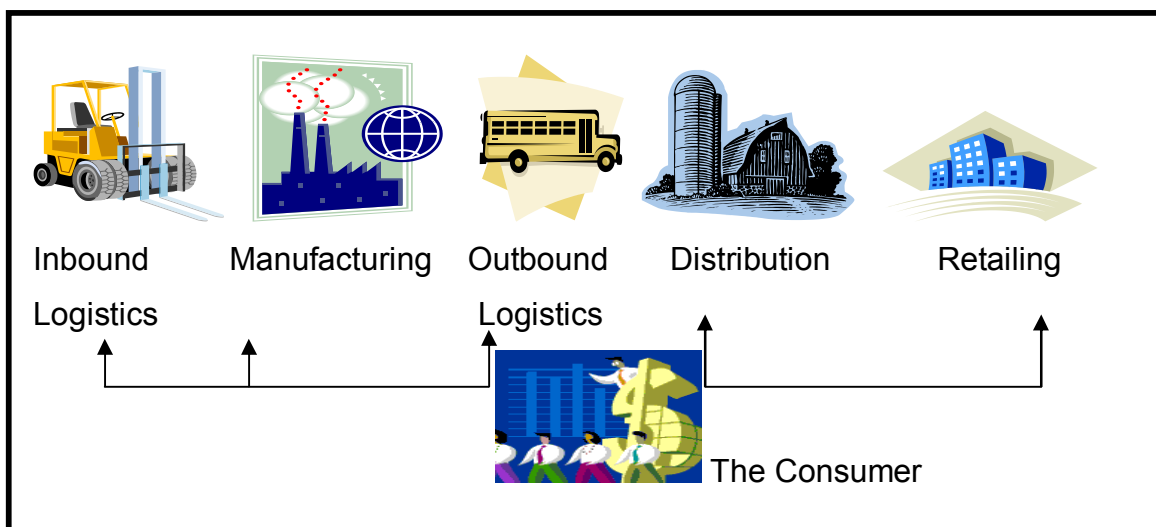 Inbound Manufacturing Outbound Distribution Retailing
Logistics Logistics
The Consumer